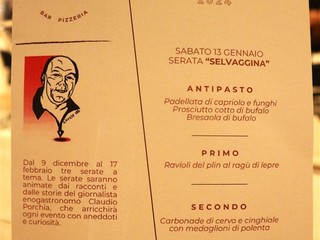 2024
BAR PIZZERIA
SABATO 13 GENNAIO
SERATA "SELVAGGINA"
ANTIPASTO
Padellata di capriolo e funghi
Prosciutto cotto di bufalo
Bresaola di bufalo
PRIMO
Ravioli del plin al ragù di lepre
SECONDO
Carbonade di cervo e cinghiale
con medaglioni di polenta
Dal 9 dicembre al 17
febbraio tre serate a
tema. Le serate saranno
animate dai racconti e
dalle storie del giornalista
enogastronomo Claudio
Porchia, che arricchirà
ogni evento con aneddoti
e curiosità.